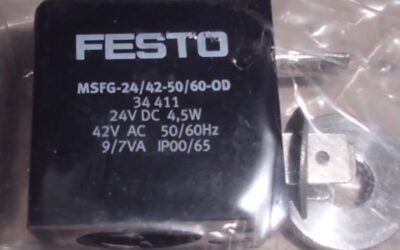 FESTO
MSFG-24/42-50/60-OD
34 411
24V DC 4,5W
42V AC 50/60Hz
9/7VA IP00/65